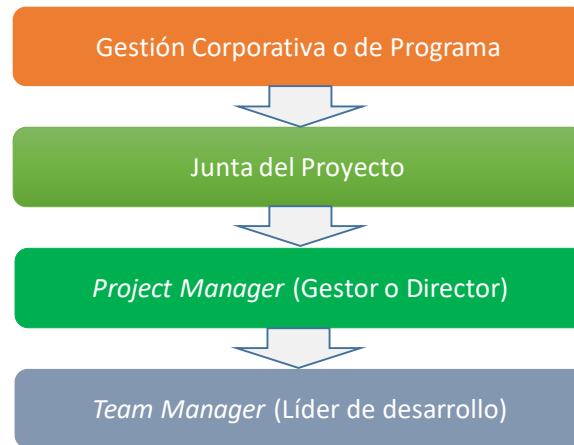 Gestión Corporativa o de Programa
Junta del Proyecto
Project Manager (Gestor o Director)
Team Manager (Líder de desarrollo)